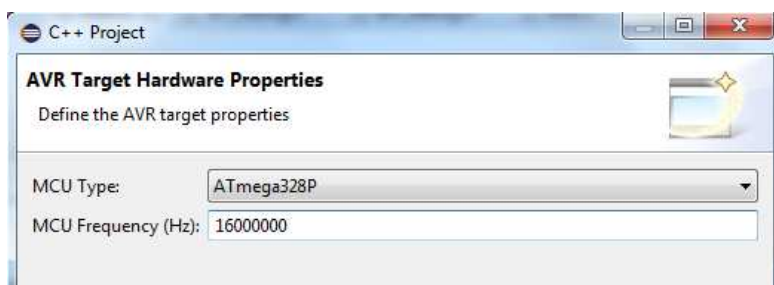 C++ Project
AVR Target Hardware Properties
Define the AVR target properties
MCU Type: ATmega328P
MCU Frequency (Hz): 16000000